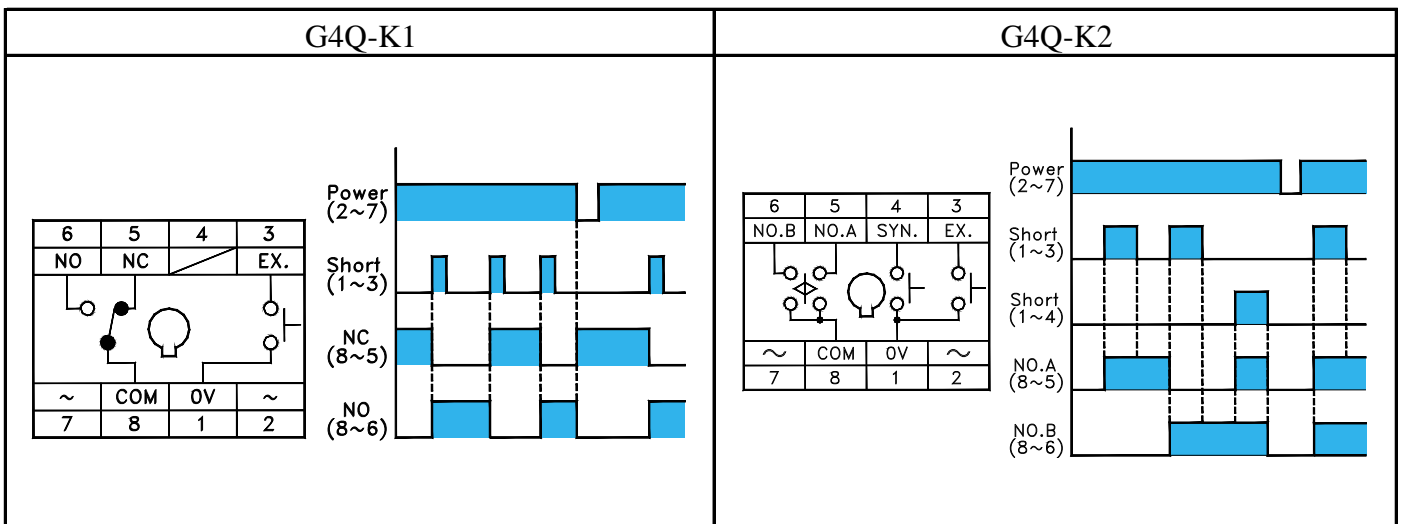 G4Q-K1
G4Q-K2
6 5 4 3
NO NC EX.
~ COM 0V ~
7 8 1 2
Power
(2~7)
Short
(1~3)
NC
(8~5)
NO
(8~6)
6 5 4 3
NO.B NO.A SYN. EX.
~ COM 0V ~
7 8 1 2
Power
(2~7)
Short
(1~3)
Short
(1~4)
NO.A
(8~5)
NO.B
(8~6)